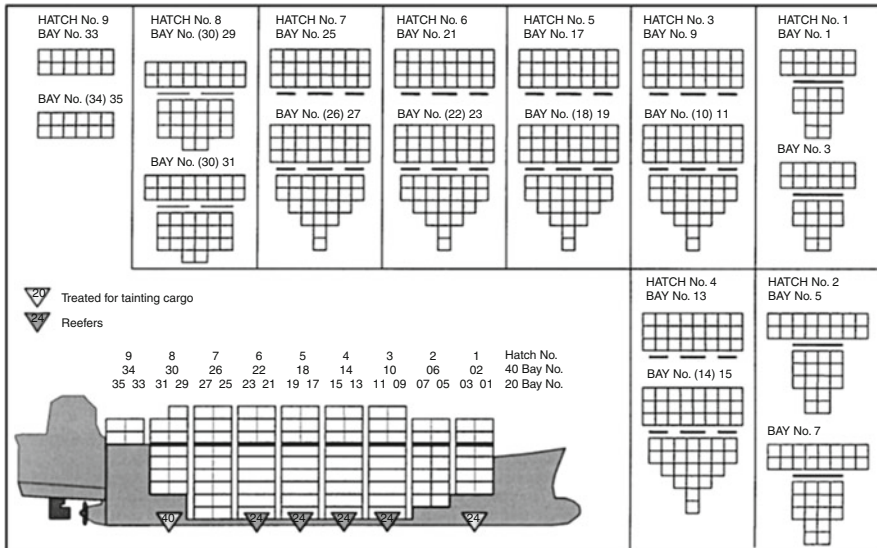 HATCH No. 9
BAY No. 33
BAY No. (34) 35
HATCH No. 8
BAY No. (30) 29
BAY No. (30) 31
HATCH No. 7
BAY No. 25
BAY No. (26) 27
HATCH No. 6
BAY No. 21
BAY No. (22) 23
HATCH No. 5
BAY No. 17
BAY No. (18) 19
HATCH No. 3
BAY No. 9
BAY No. (10) 11
HATCH No. 1
BAY No. 1
BAY No. 3
HATCH No. 4
BAY No. 13
BAY No. (14) 15
HATCH No. 2
BAY No. 5
BAY No. 7
20 Treated for tainting cargo
24 Reefers
9 8 7 6 5 4 3 2 1 Hatch No.
34 30 26 22 18 14 10 06 02 40 Bay No.
35 33 31 29 27 25 23 21 19 17 15 13 11 09 07 05 03 01 20 Bay No.
40 24 24 24 24 24